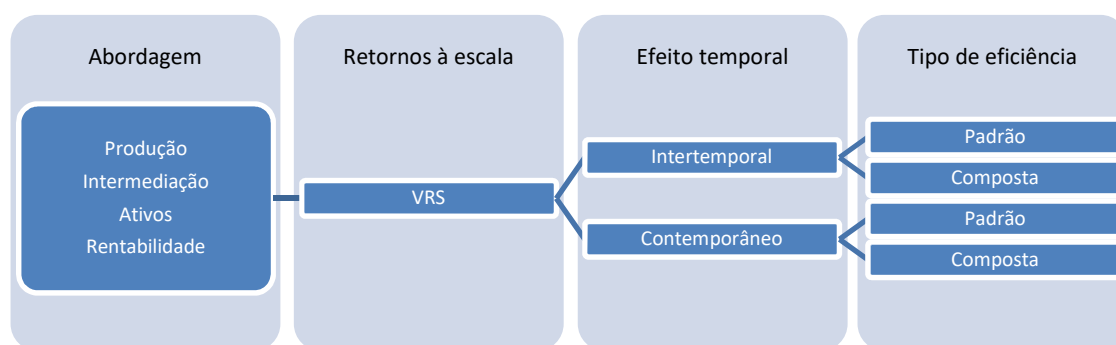 Abordagem
Retornos à escala
Efeito temporal
Tipo de eficiência
Produção
Intermediação
Ativos
Rentabilidade
VRS
Intertemporal
Contemporâneo
Padrão
Composta
Padrão
Composta